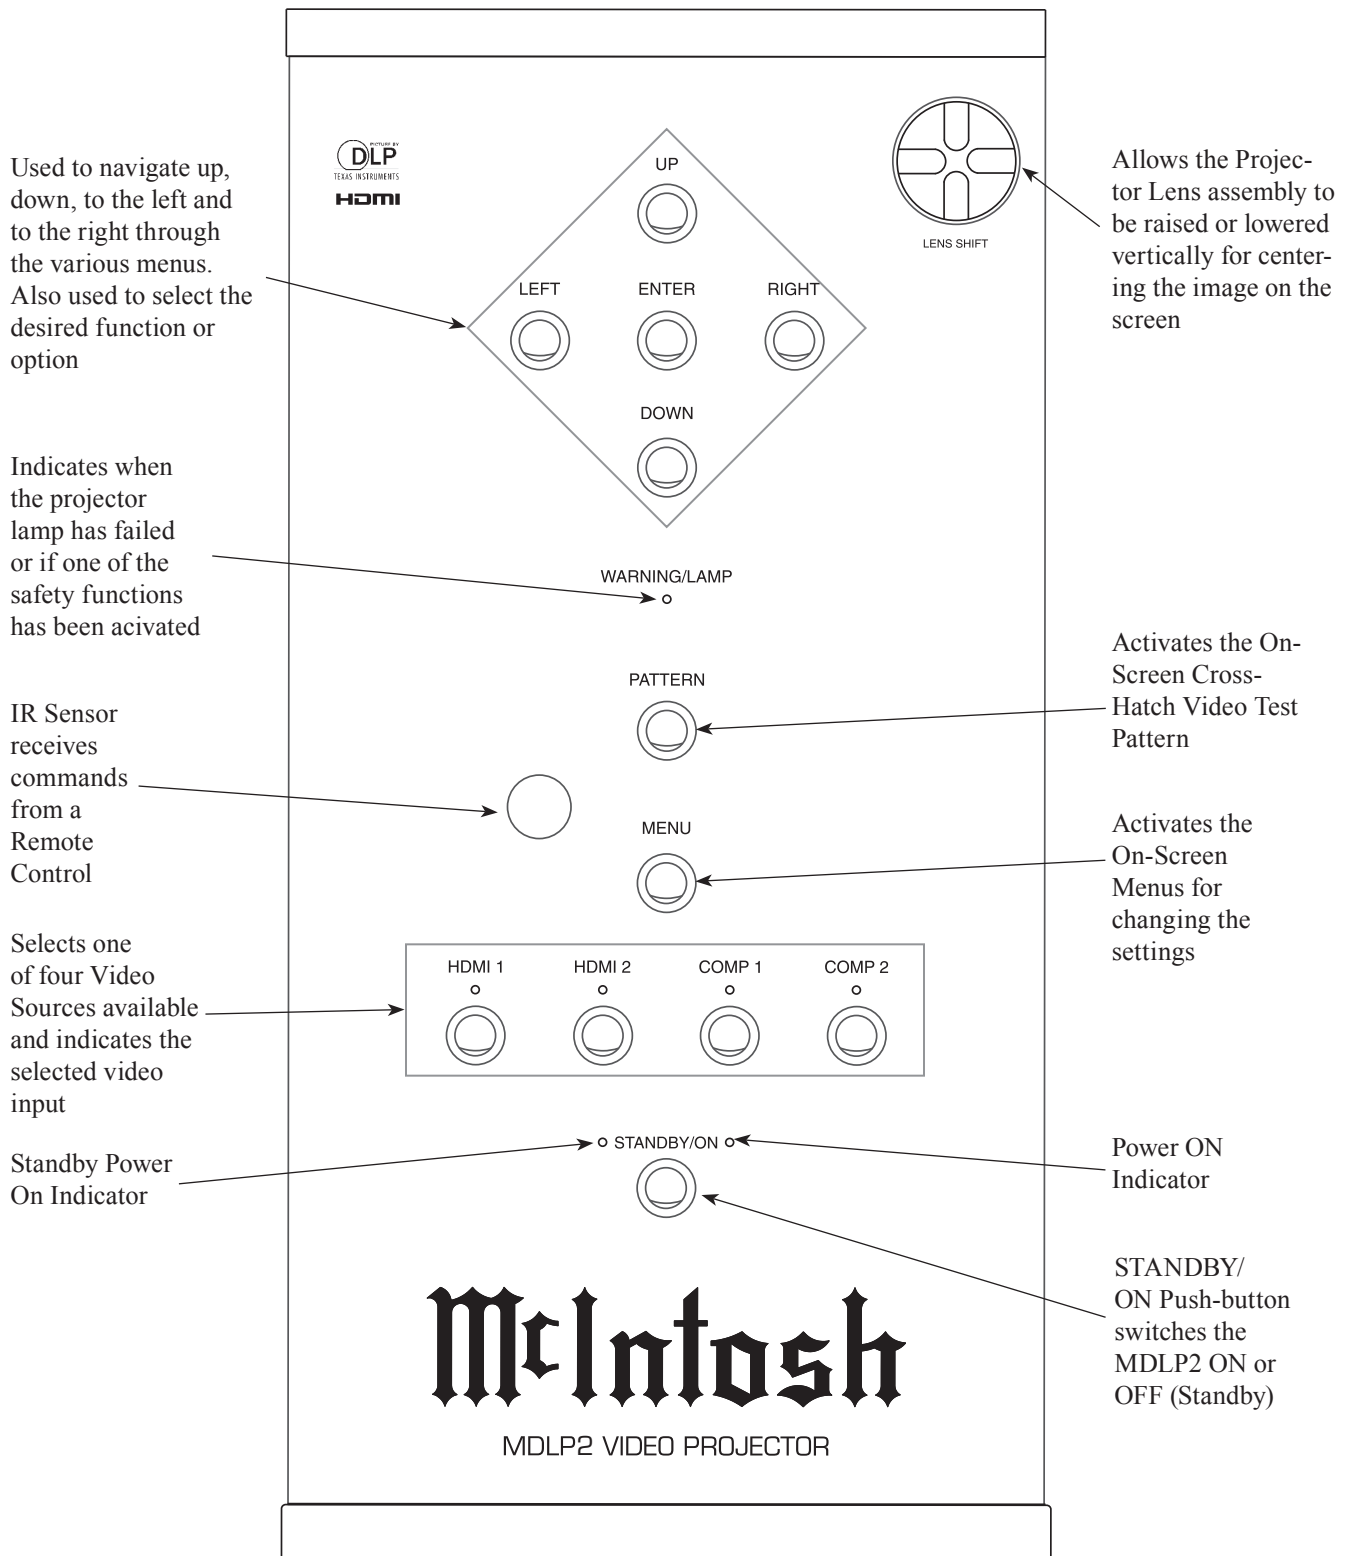 Used to navigate up,
down, to the left and
to the right through
the various menus.
Also used to select the
desired function or
option
Indicates when
the projector
lamp has failed
or if one of the
safety functions
has been acivated
IR Sensor
receives
commands
from a
Remote
Control
Selects one
of four Video
Sources available
and indicates the
selected video
input
Standby Power
On Indicator
PICTURE BY
DLP
TEXAS INSTRUMENTS
HDMI
UP
LEFT
ENTER
RIGHT
DOWN
LENS SHIFT
WARNING/LAMP
PATTERN
MENU
HDMI 1
HDMI 2
COMP 1
COMP 2
STANDBY/ON
McIntosh
MDLP2 VIDEO PROJECTOR
Allows the Projec-
tor Lens assembly to
be raised or lowered
vertically for center-
ing the image on the
screen
Activates the On-
Screen Cross-
Hatch Video Test
Pattern
Activates the
On-Screen
Menus for
changing the
settings
Power ON
Indicator
STANDBY/
ON Push-button
switches the
MDLP2 ON or
OFF (Standby)